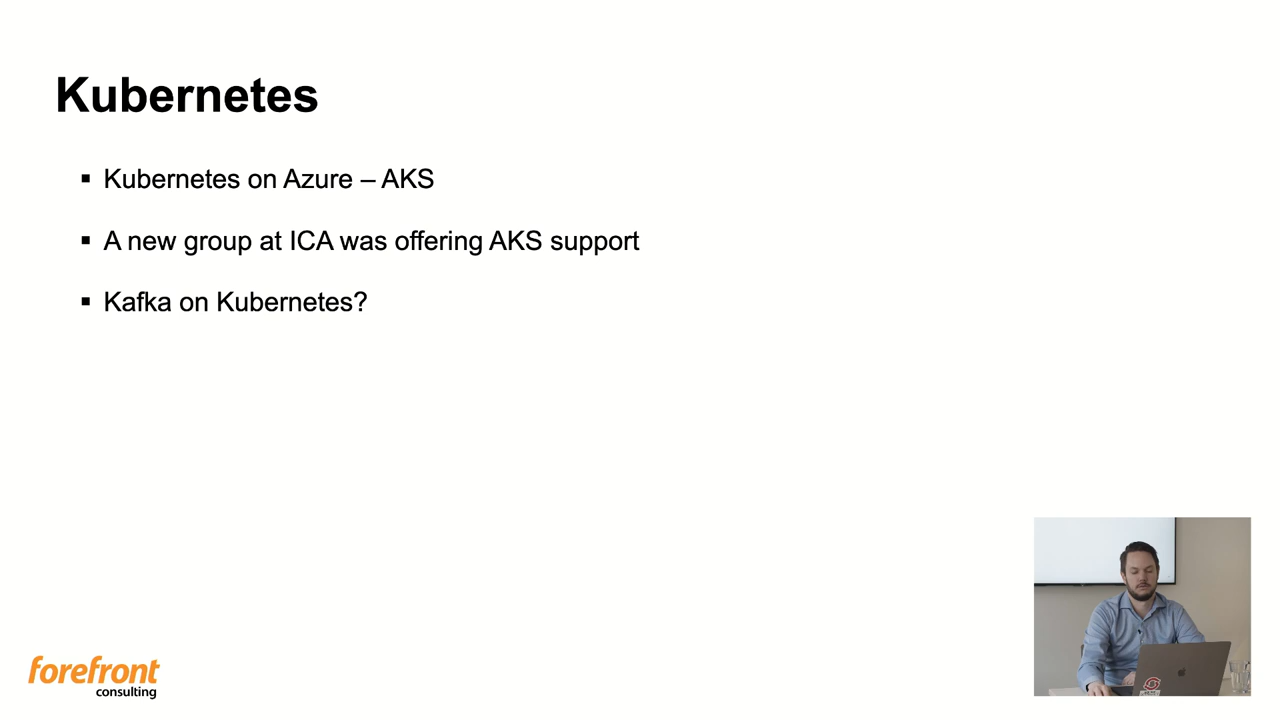 Kubernetes
▪ Kubernetes on Azure – AKS
▪ A new group at ICA was offering AKS support
▪ Kafka on Kubernetes?
forefront
consulting